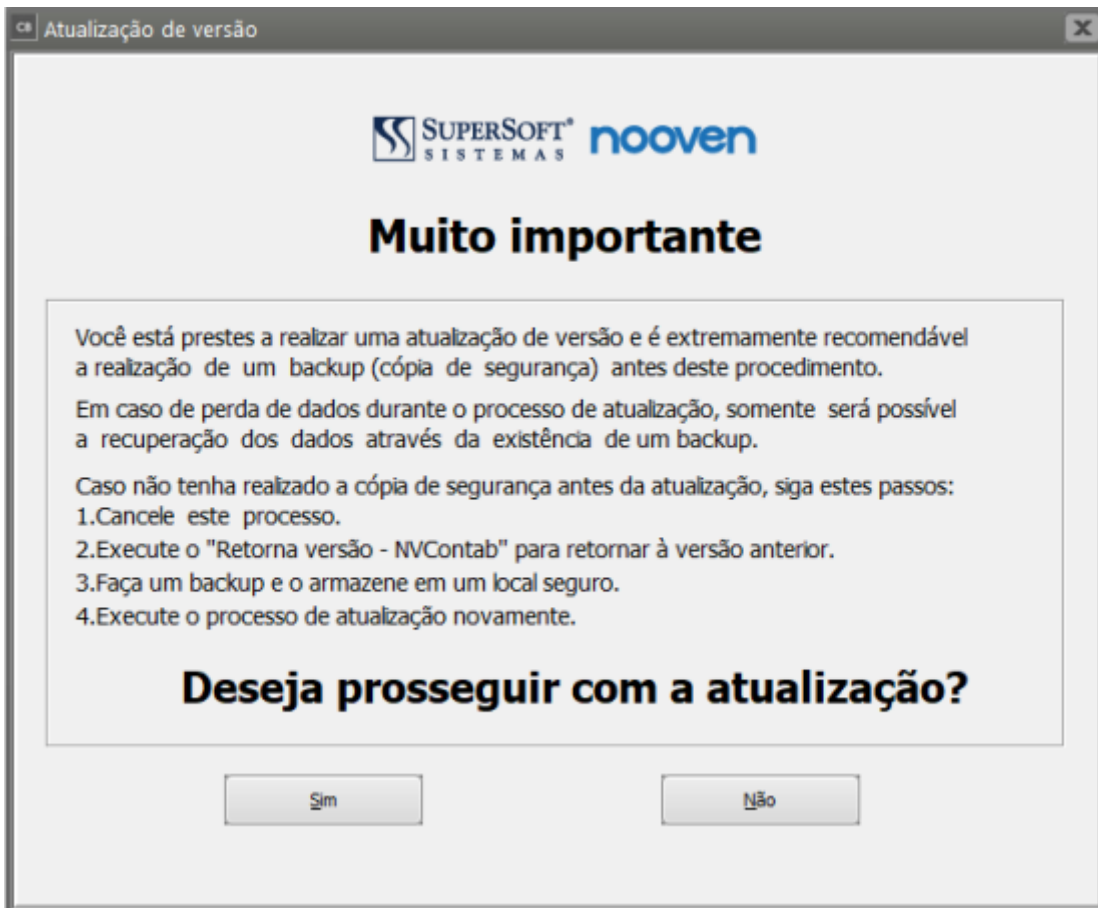 CB Atualização de versão
SUPERSOFT® nooven
SISTEMAS
Muito importante
Você está prestes a realizar uma atualização de versão e é extremamente recomendável
a realização de um backup (cópia de segurança) antes deste procedimento.
Em caso de perda de dados durante o processo de atualização, somente será possível
a recuperação dos dados através da existência de um backup.
Caso não tenha realizado a cópia de segurança antes da atualização, siga estes passos:
1.Cancele este processo.
2.Execute o "Retorna versão - NVContab" para retornar à versão anterior.
3.Faça um backup e o armazene em um local seguro.
4.Execute o processo de atualização novamente.
Deseja prosseguir com a atualização?
Sim Não